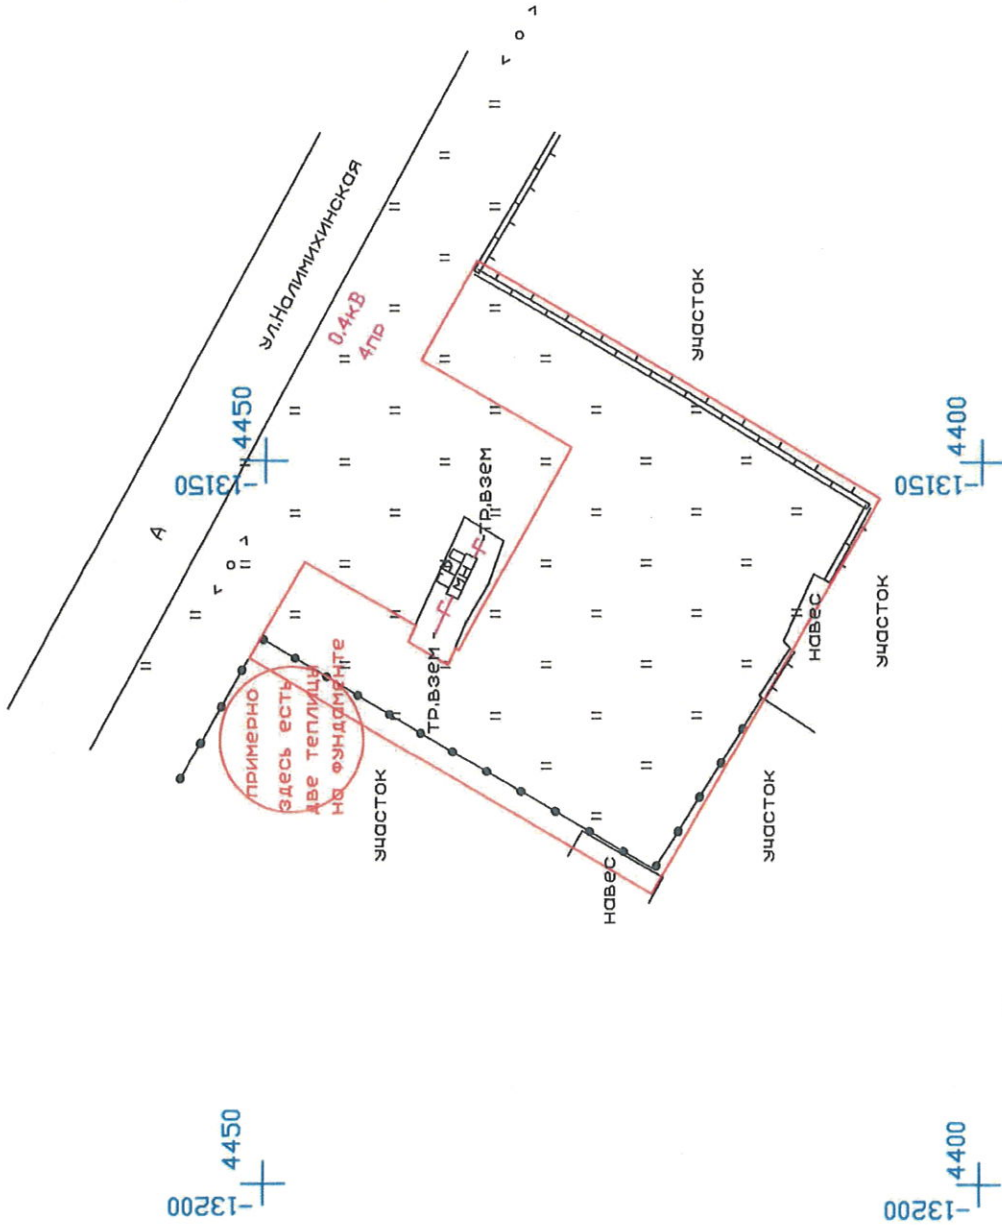 ул.Налимихинская
А
0.4кВ
4пр
-13150
4450
тр.взем
МН
тр.взем
примерно
здесь есть
две теплицы
на фундаменте
участок
участок
навес
участок
участок
навес
-13150
4400
-13200
4450
-13200
4400